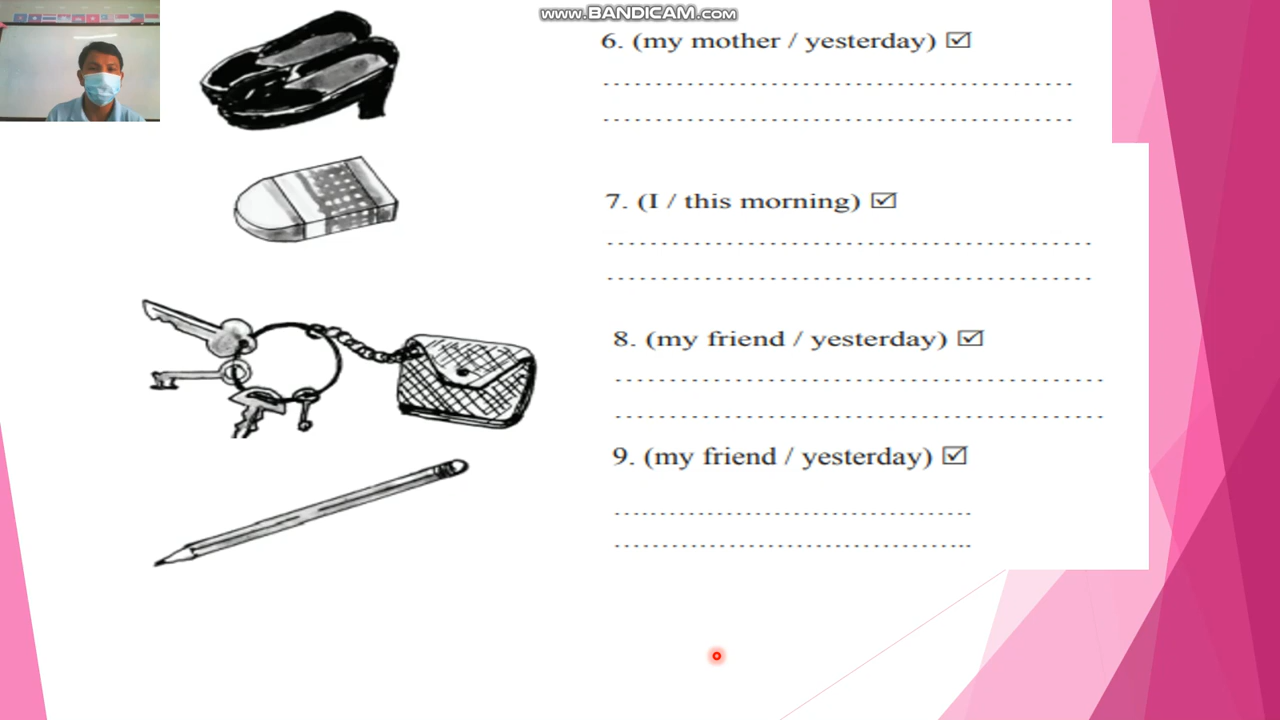 www.BANDICAM.com
6. (my mother / yesterday) ☑
7. (I / this morning) ☑
8. (my friend / yesterday) ☑
9. (my friend / yesterday) ☑